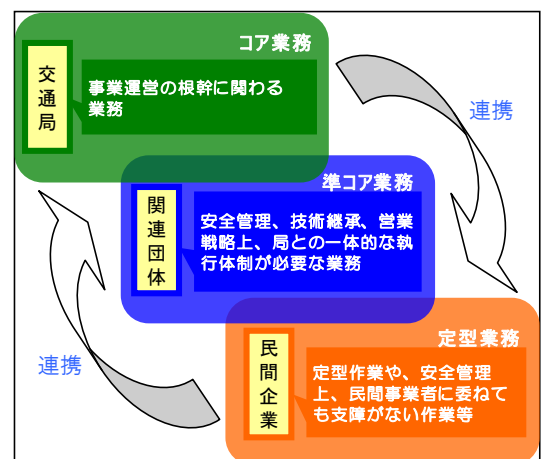 コア業務
交通局
事業運営の根幹に関わる
業務
連携
準コア業務
関連団体
安全管理、技術継承、営業
戦略上、局との一体的な執
行体制が必要な業務
定型業務
民間企業
定型作業や、安全管理
上、民間事業者に委ねて
も支障がない作業等
連携